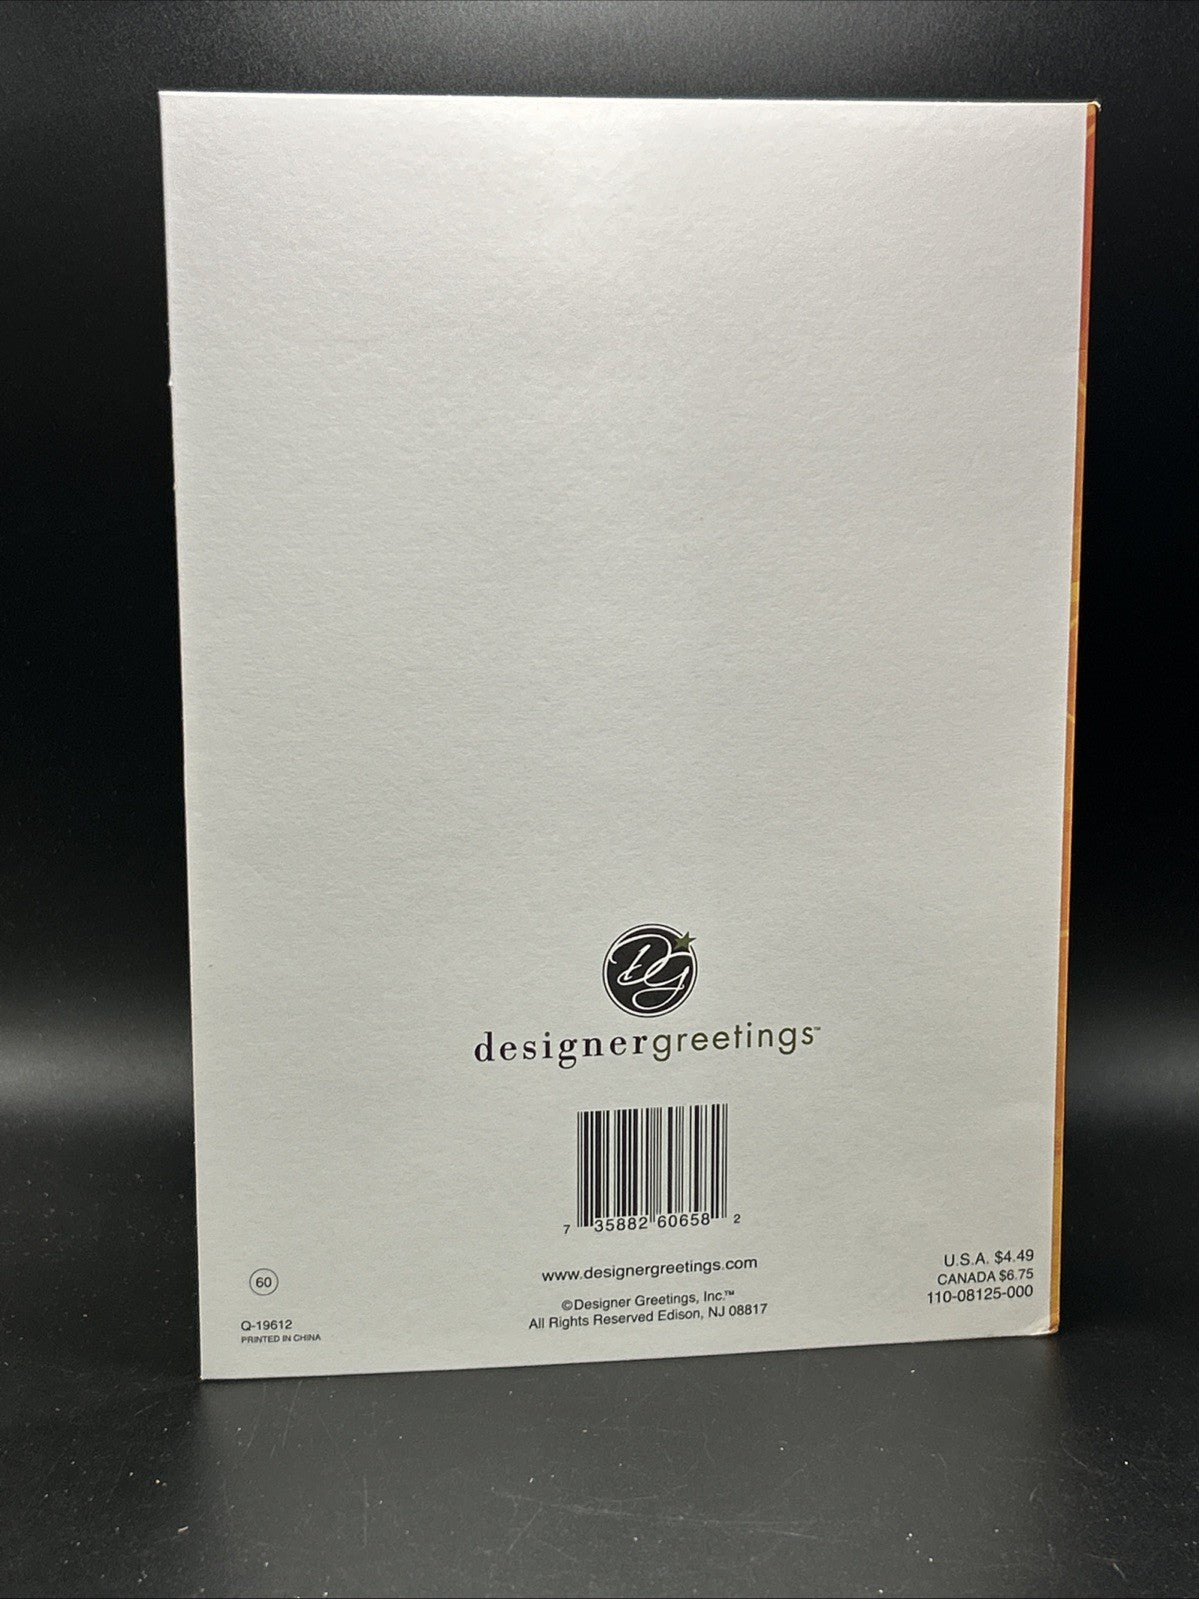 DG
designergreetings™
7 35882 60658 2
www.designergreetings.com
©Designer Greetings, Inc.™
All Rights Reserved Edison, NJ 08817
60
Q-19612
PRINTED IN CHINA
U.S.A. $4.49
CANADA $6.75
110-08125-000